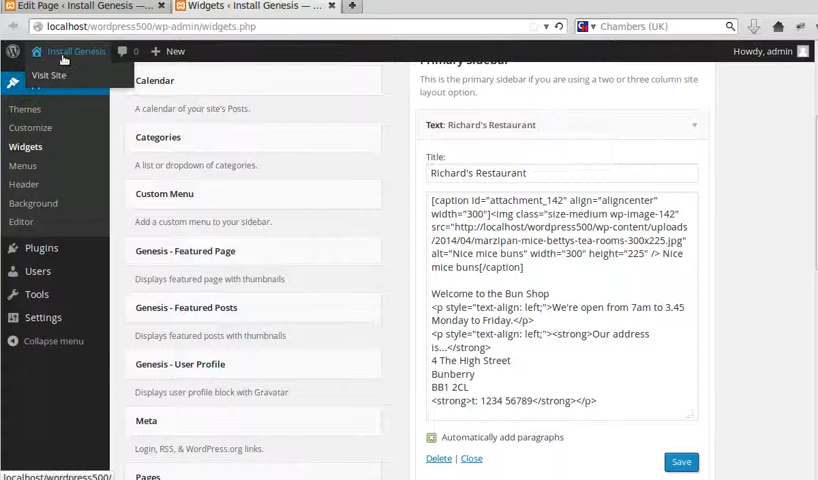 Edit Page ‹ Install Genesis —... ×
Widgets ‹ Install Genesis — ... ×
localhost/wordpress500/wp-admin/widgets.php
Chambers (UK)
Install Genesis
0
New
Howdy, admin
Visit Site
Themes
Customize
Widgets
Menus
Header
Background
Editor
Plugins
Users
Tools
Settings
Collapse menu
localhost/wordpress500/
Calendar
A calendar of your site's Posts.
Categories
A list or dropdown of categories.
Custom Menu
Add a custom menu to your sidebar.
Genesis - Featured Page
Displays featured page with thumbnails
Genesis - Featured Posts
Displays featured posts with thumbnails
Genesis - User Profile
Displays user profile block with Gravatar
Meta
Login, RSS, & WordPress.org links.
Pages
Primary Sidebar
This is the primary sidebar if you are using a two or three column site
layout option.
Text: Richard's Restaurant
Title:
Richard's Restaurant
[caption id="attachment_142" align="aligncenter"
width="300"]<img class="size-medium wp-image-142"
src="http://localhost/wordpress500/wp-content/uploads
/2014/04/marzipan-mice-bettys-tea-rooms-300x225.jpg"
alt="Nice mice buns" width="300" height="225" /> Nice
mice buns[/caption]
Welcome to the Bun Shop
<p style="text-align: left;">We're open from 7am to 3.45
Monday to Friday.</p>
<p style="text-align: left;"><strong>Our address
is...</strong>
4 The High Street
Bunberry
BB1 2CL
<strong>t: 1234 56789</strong></p>
Automatically add paragraphs
Delete | Close
Save